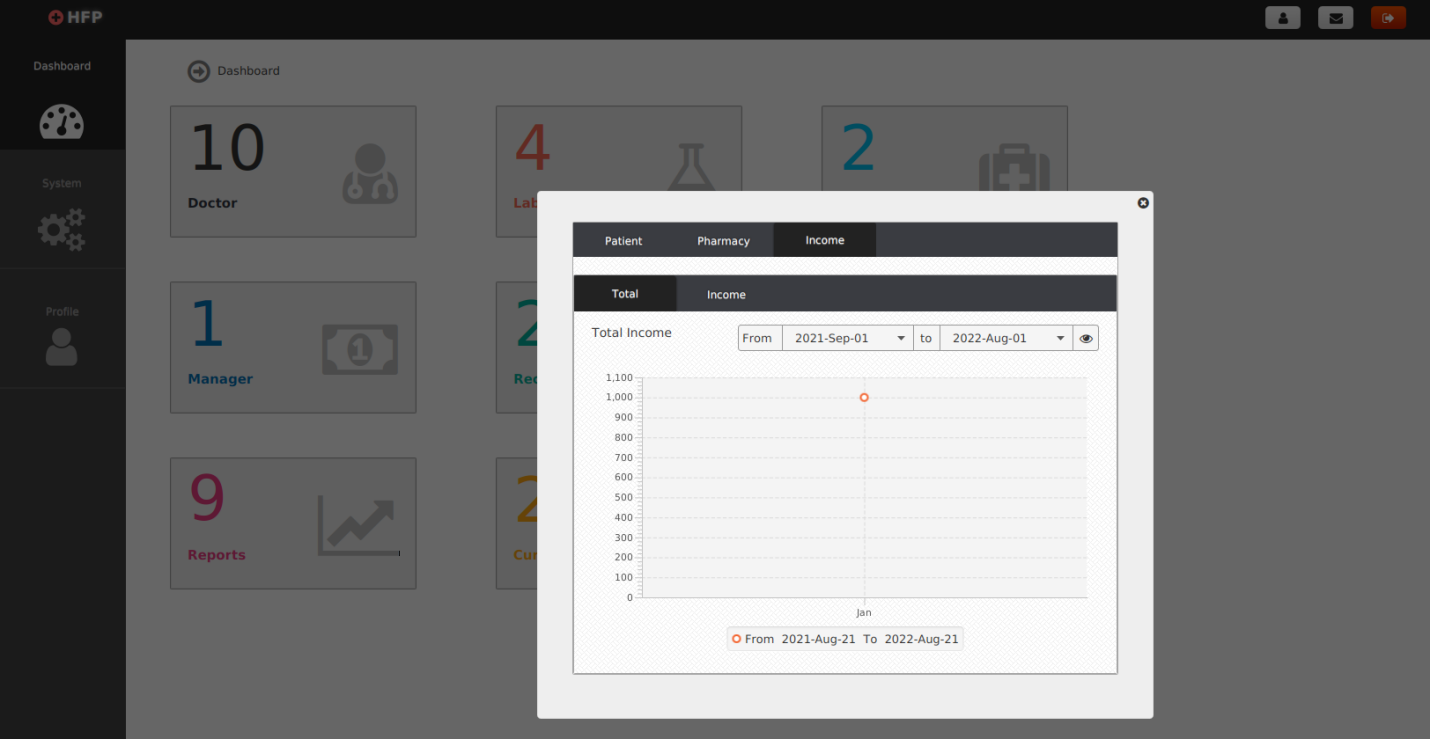 HFP
Dashboard
Dashboard
System
Profile
10
Doctor
4
Lab
2
1
Manager
2
Rec
9
Reports
2
Cur
Patient Pharmacy Income
Total Income
Total Income
From 2021-Sep-01 to 2022-Aug-01
1,100
1,000
900
800
700
600
500
400
300
200
100
0
Jan
From 2021-Aug-21 To 2022-Aug-21